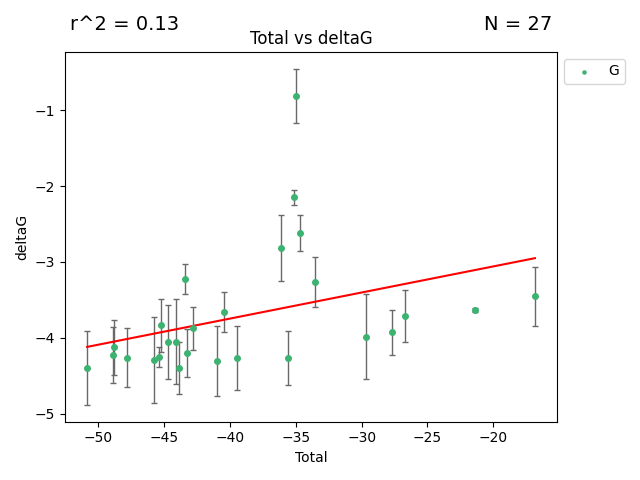 r^2 = 0.13
N = 27
Total vs deltaG
G
−1
−2
−3
−4
−5
deltaG
−50
−45
−40
−35
−30
−25
−20
Total